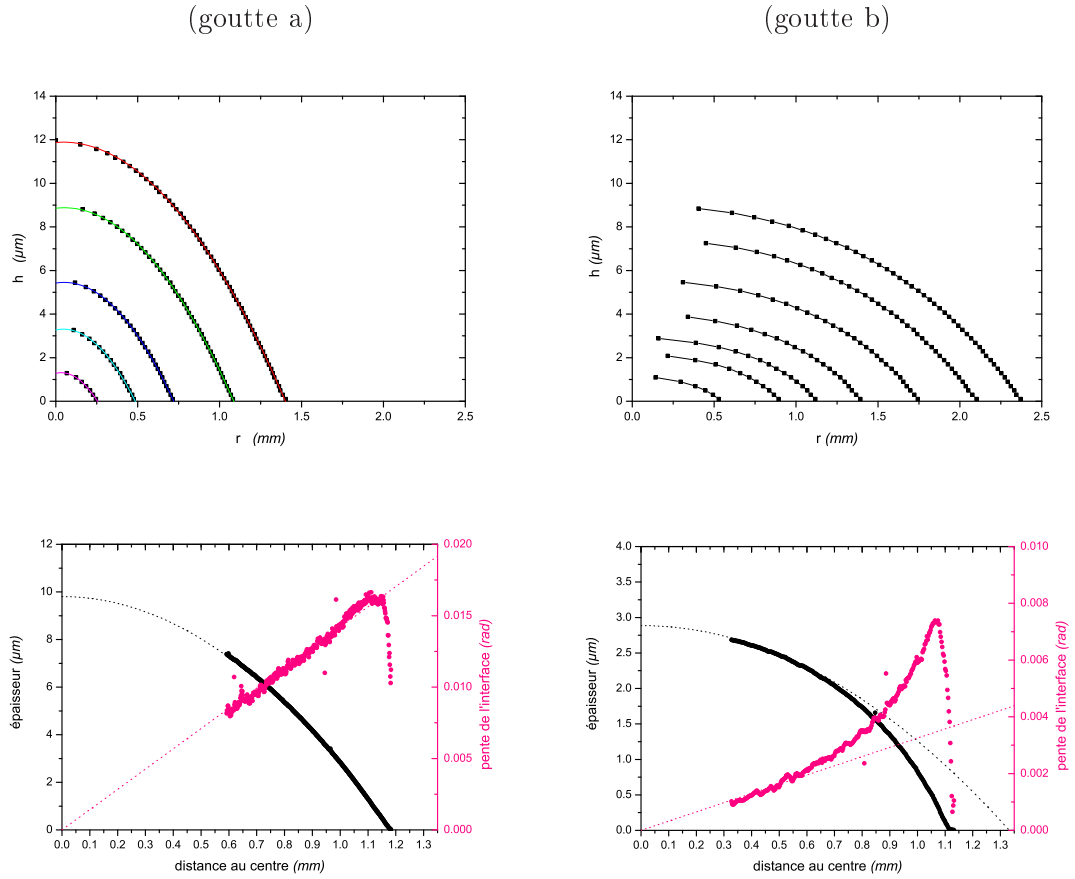 (goutte a)
(goutte b)
14
12
10
8
6
4
2
0
h (µm)
0.0 0.5 1.0 1.5 2.0 2.5
r (mm)
14
12
10
8
6
4
2
0
h (µm)
0.0 0.5 1.0 1.5 2.0 2.5
r (mm)
12
10
8
6
4
2
0
épaisseur (µm)
0.020
0.015
0.010
0.005
0.000
pente de l'interface (rad)
0.0 0.1 0.2 0.3 0.4 0.5 0.6 0.7 0.8 0.9 1.0 1.1 1.2 1.3
distance au centre (mm)
4.0
3.5
3.0
2.5
2.0
1.5
1.0
0.5
0.0
épaisseur (µm)
0.010
0.008
0.006
0.004
0.002
0.000
pente de l'interface (rad)
0.0 0.1 0.2 0.3 0.4 0.5 0.6 0.7 0.8 0.9 1.0 1.1 1.2 1.3
distance au centre (mm)